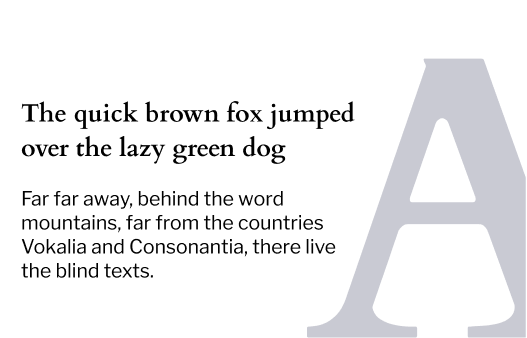 The quick brown fox jumped
over the lazy green dog
Far far away, behind the word
mountains, far from the countries
Vokalia and Consonantia, there live
the blind texts.
A